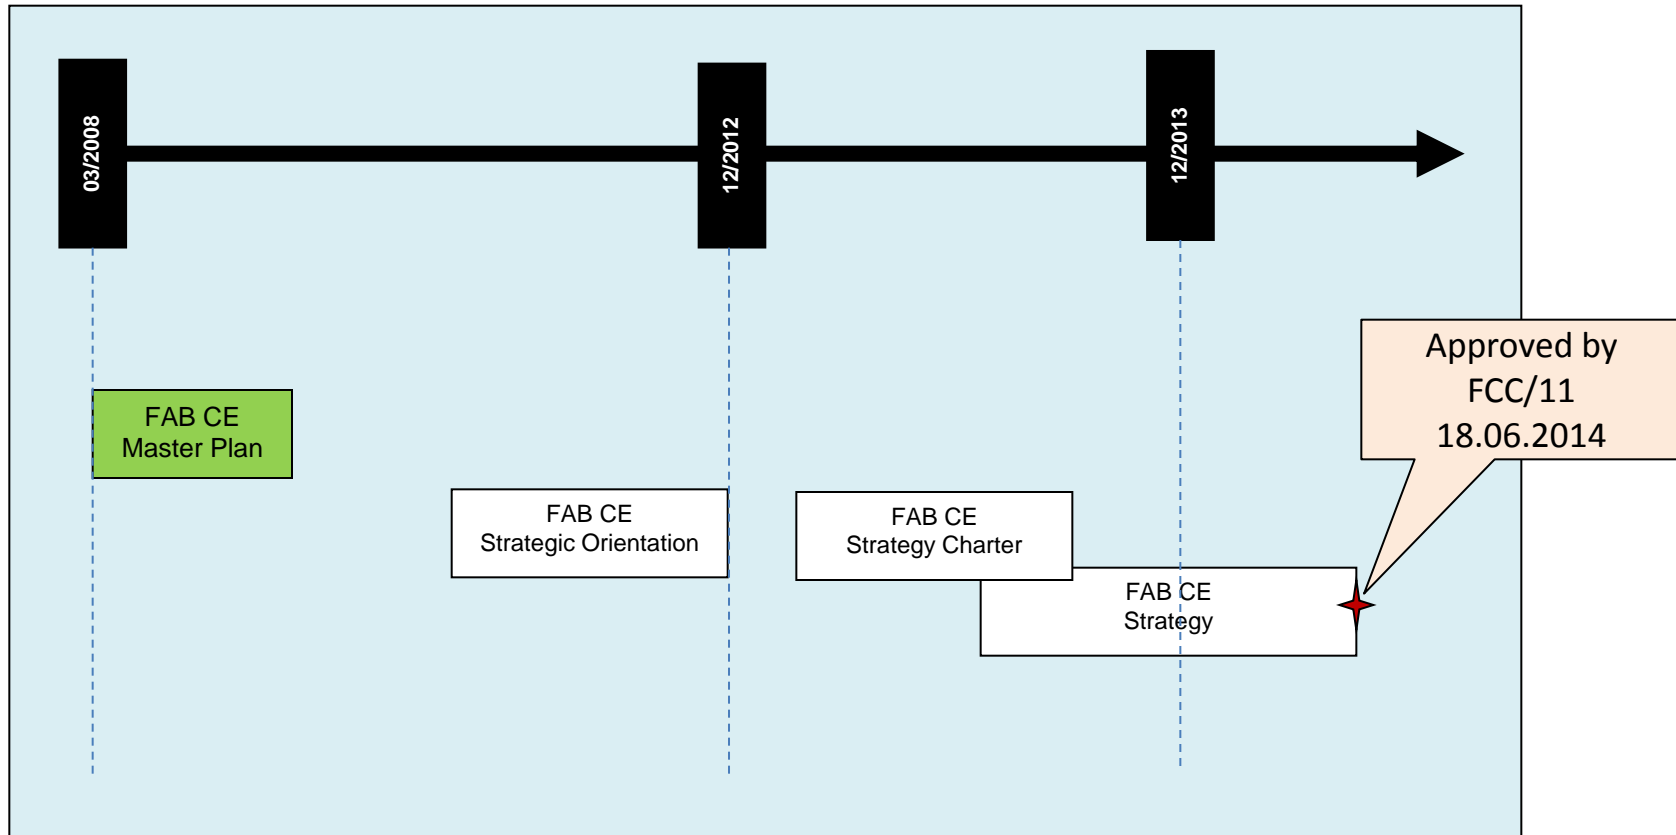 03/2008
12/2012
12/2013
Approved by
FCC/11
18.06.2014
FAB CE
Master Plan
FAB CE
Strategic Orientation
FAB CE
Strategy Charter
FAB CE
Strategy